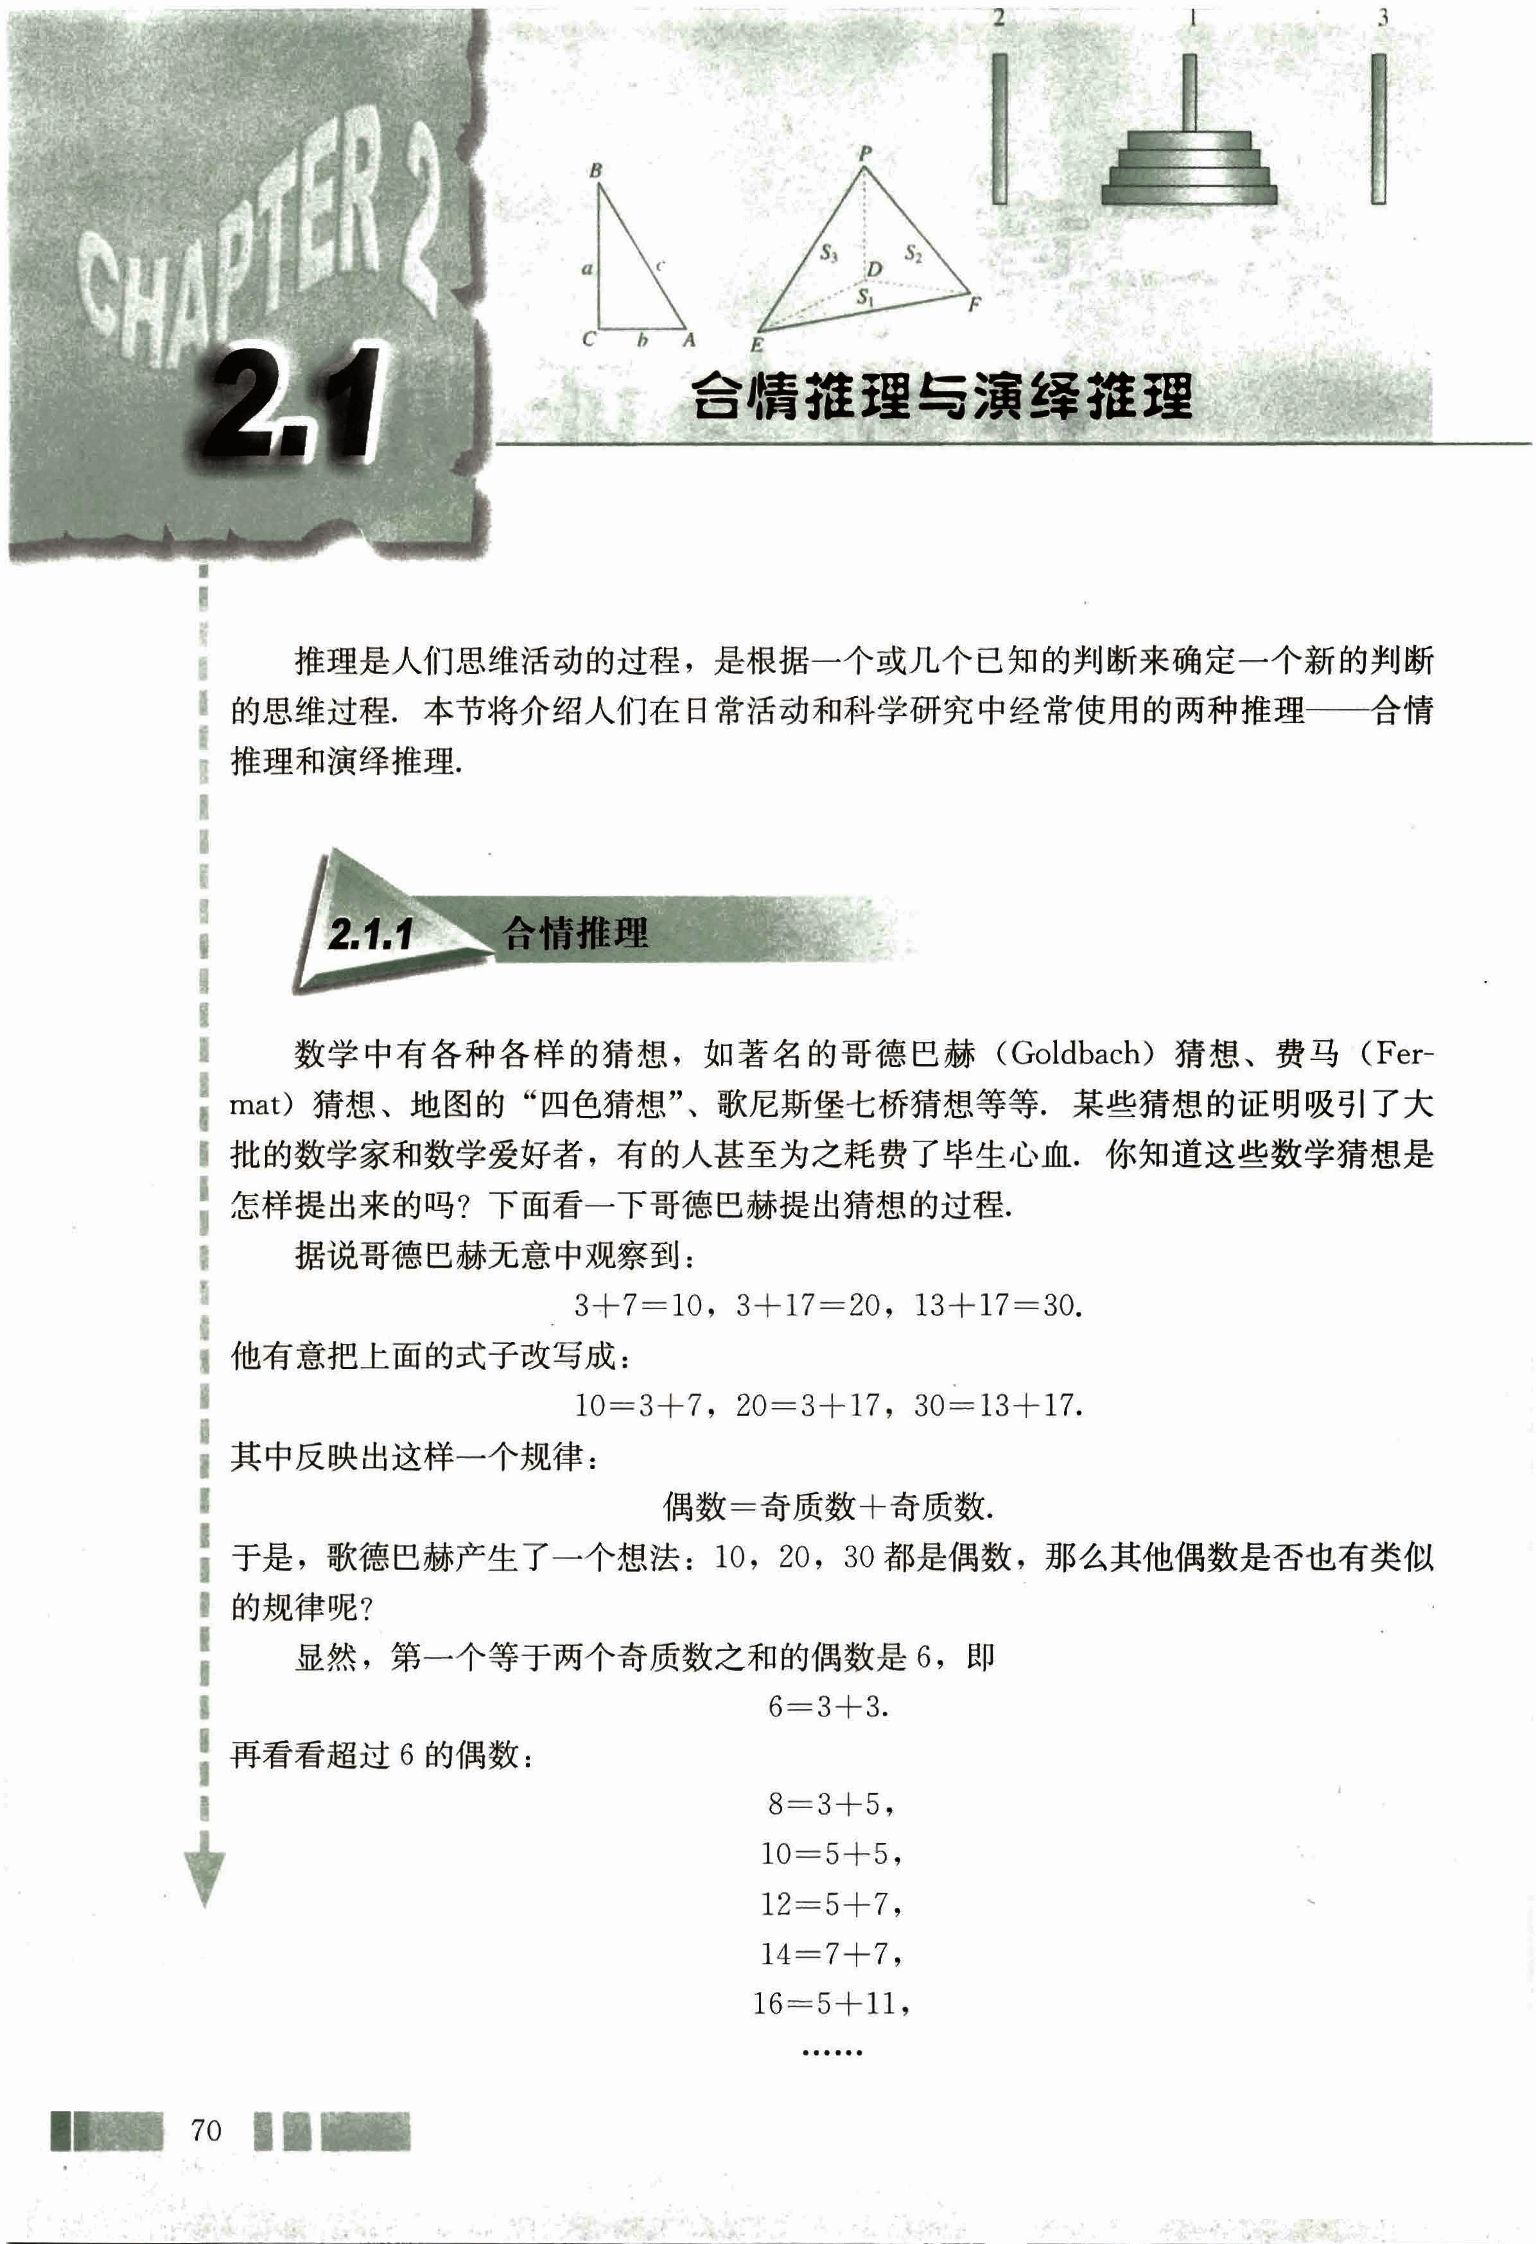 2 1 3
CHAPTER 2
B
P
a
c
S₃
S₂
D
S₁
F
C b A
E
2.1
合情推理与演绎推理
推理是人们思维活动的过程，是根据一个或几个已知的判断来确定一个新的判断
的思维过程. 本节将介绍人们在日常活动和科学研究中经常使用的两种推理——合情
推理和演绎推理.
2.1.1 合情推理
数学中有各种各样的猜想，如著名的哥德巴赫（Goldbach）猜想、费马（Fer-
mat）猜想、地图的“四色猜想”、歌尼斯堡七桥猜想等等. 某些猜想的证明吸引了大
批的数学家和数学爱好者，有的人甚至为之耗费了毕生心血. 你知道这些数学猜想是
怎样提出来的吗？下面看一下哥德巴赫提出猜想的过程.
据说哥德巴赫无意中观察到：
3+7=10，3+17=20，13+17=30.
他有意把上面的式子改写成：
10=3+7，20=3+17，30=13+17.
其中反映出这样一个规律：
偶数=奇质数+奇质数.
于是，歌德巴赫产生了一个想法：10，20，30都是偶数，那么其他偶数是否也有类似
的规律呢？
显然，第一个等于两个奇质数之和的偶数是6，即
6=3+3.
再看看超过6的偶数：
8=3+5，
10=5+5，
12=5+7，
14=7+7，
16=5+11，
……
70